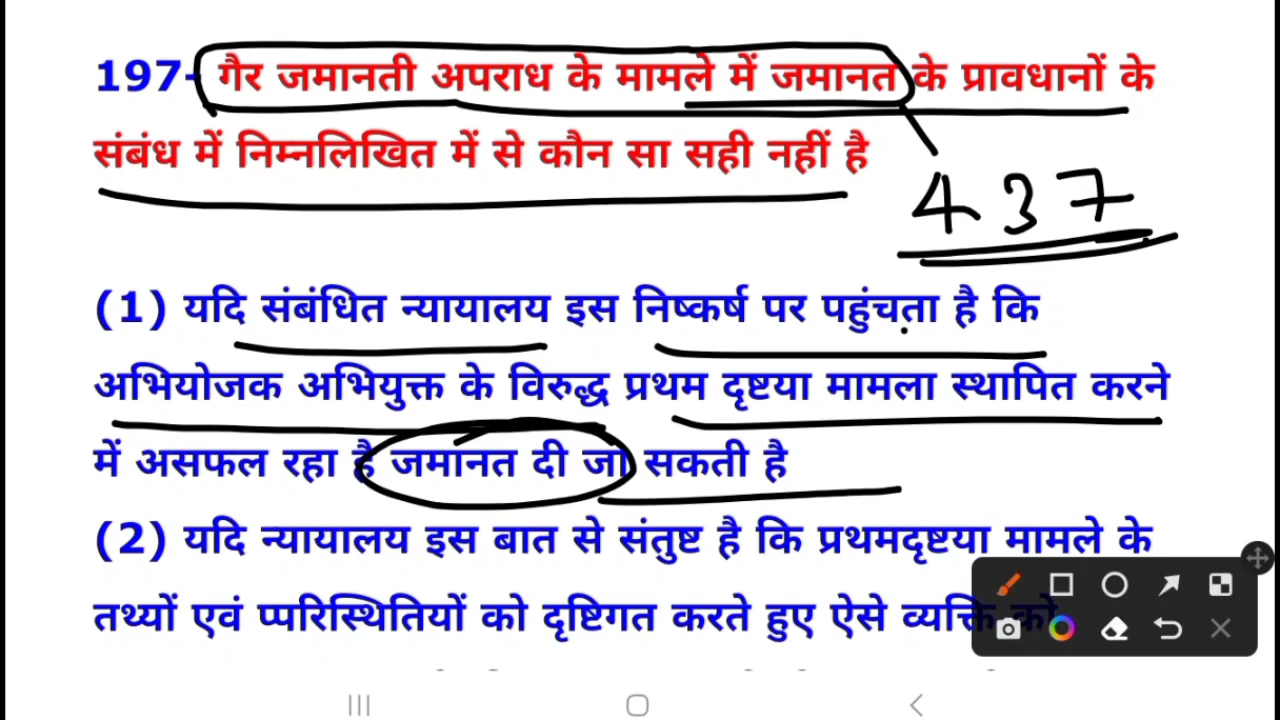 197- गैर जमानती अपराध के मामले में जमानत के प्रावधानों के
संबंध में निम्नलिखित में से कौन सा सही नहीं है
437
(1) यदि संबंधित न्यायालय इस निष्कर्ष पर पहुंचता है कि
अभियोजक अभियुक्त के विरुद्ध प्रथम दृष्टया मामला स्थापित करने
में असफल रहा है जमानत दी जा सकती है
(2) यदि न्यायालय इस बात से संतुष्ट है कि प्रथमदृष्टया मामले के
तथ्यों एवं प्परिस्थितियों को दृष्टिगत करते हुए ऐसे व्यक्ति को